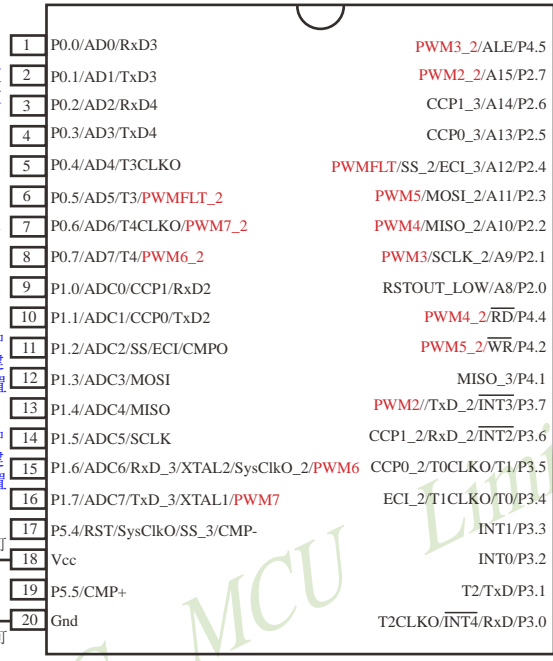 1 P0.0/AD0/RxD3 PWM3_2/ALE/P4.5
2 P0.1/AD1/TxD3 PWM2_2/A15/P2.7
3 P0.2/AD2/RxD4 CCP1_3/A14/P2.6
4 P0.3/AD3/TxD4 CCP0_3/A13/P2.5
5 P0.4/AD4/T3CLKO PWMFLT/SS_2/ECI_3/A12/P2.4
6 P0.5/AD5/T3/PWMFLT_2 PWM5/MOSI_2/A11/P2.3
7 P0.6/AD6/T4CLKO/PWM7_2 PWM4/MISO_2/A10/P2.2
8 P0.7/AD7/T4/PWM6_2 PWM3/SCLK_2/A9/P2.1
9 P1.0/ADC0/CCP1/RxD2 RSTOUT_LOW/A8/P2.0
10 P1.1/ADC1/CCP0/TxD2 PWM4_2/RD/P4.4
11 P1.2/ADC2/SS/ECI/CMPO PWM5_2/WR/P4.2
置 12 P1.3/ADC3/MOSI MISO_3/P4.1
13 P1.4/ADC4/MISO PWM2//TxD_2/INT3/P3.7
14 P1.5/ADC5/SCLK CCP1_2/RxD_2/INT2/P3.6
置 15 P1.6/ADC6/RxD_3/XTAL2/SysClkO_2/PWM6 CCP0_2/T0CLKO/T1/P3.5
16 P1.7/ADC7/TxD_3/XTAL1/PWM7 ECI_2/T1CLKO/T0/P3.4
17 P5.4/RST/SysClkO/SS_3/CMP- INT1/P3.3
可 18 Vcc INT0/P3.2
19 P5.5/CMP+ T2/TxD/P3.1
可 20 Gnd T2CLKO/INT4/RxD/P3.0
MCU Limi